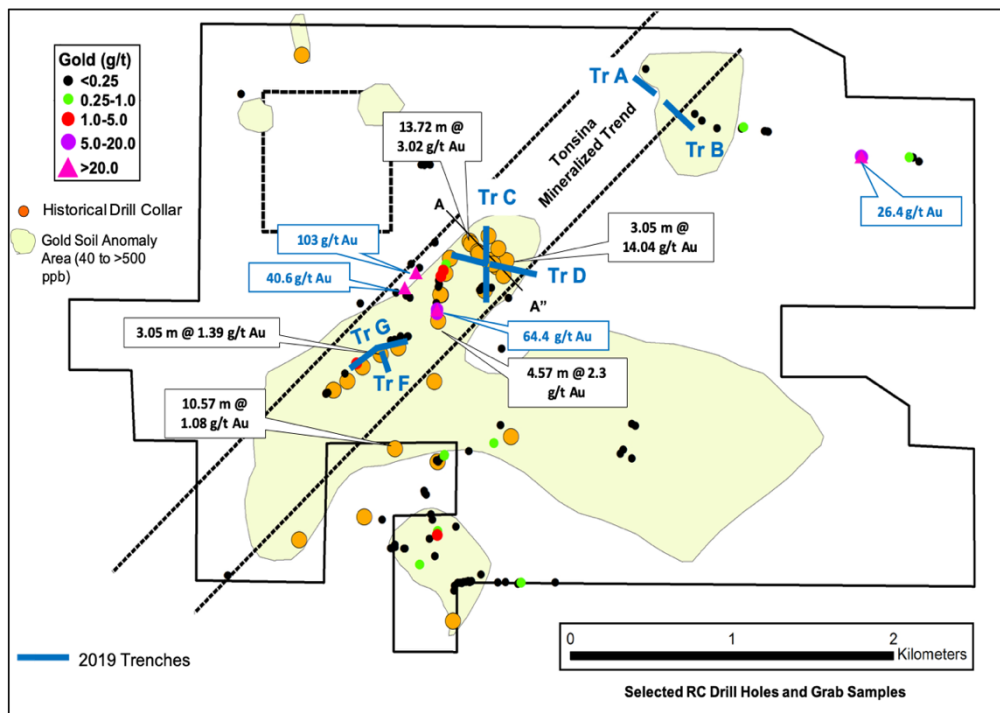 Gold (g/t)
<0.25
0.25-1.0
1.0-5.0
5.0-20.0
>20.0
Historical Drill Collar
Gold Soil Anomaly
Area (40 to >500
ppb)
13.72 m @
3.02 g/t Au
Tr A
Tr B
Tonsina
Mineralized Trend
Tr C
A
103 g/t Au
40.6 g/t Au
3.05 m @
14.04 g/t Au
26.4 g/t Au
Tr D
A”
3.05 m @ 1.39 g/t Au
Tr G
Tr F
64.4 g/t Au
4.57 m @ 2.3
g/t Au
10.57 m @
1.08 g/t Au
2019 Trenches
0
1
2
Kilometers
Selected RC Drill Holes and Grab Samples